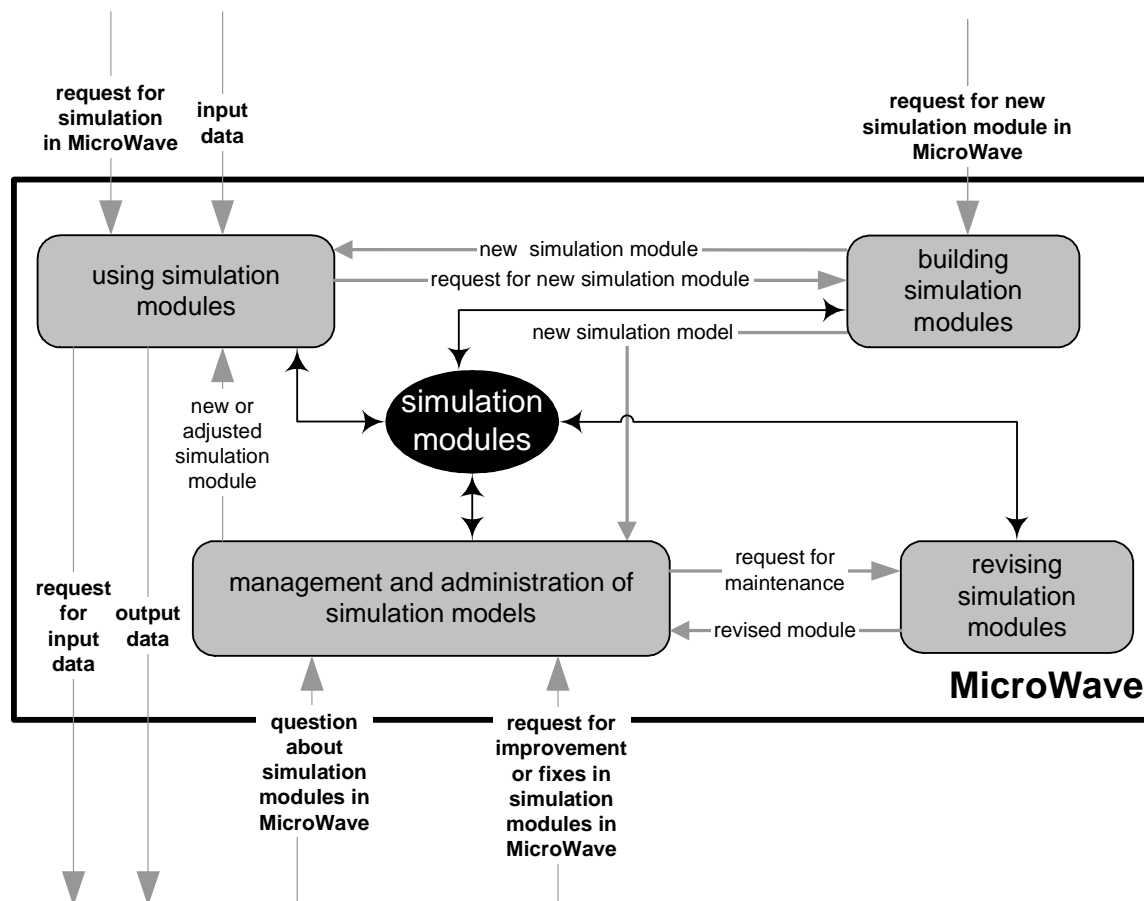 request for
simulation
in MicroWave
input
data
request for new
simulation module in
MicroWave
using simulation
modules
new  simulation module
request for new simulation module
building
simulation
modules
new simulation model
simulation
modules
new or
adjusted
simulation
module
management and administration of
simulation models
request for
maintenance
revised module
revising
simulation
modules
request
for
input
data
output
data
MicroWave
question
about
simulation
modules in
MicroWave
request for
improvement
or fixes in
simulation
modules in
MicroWave